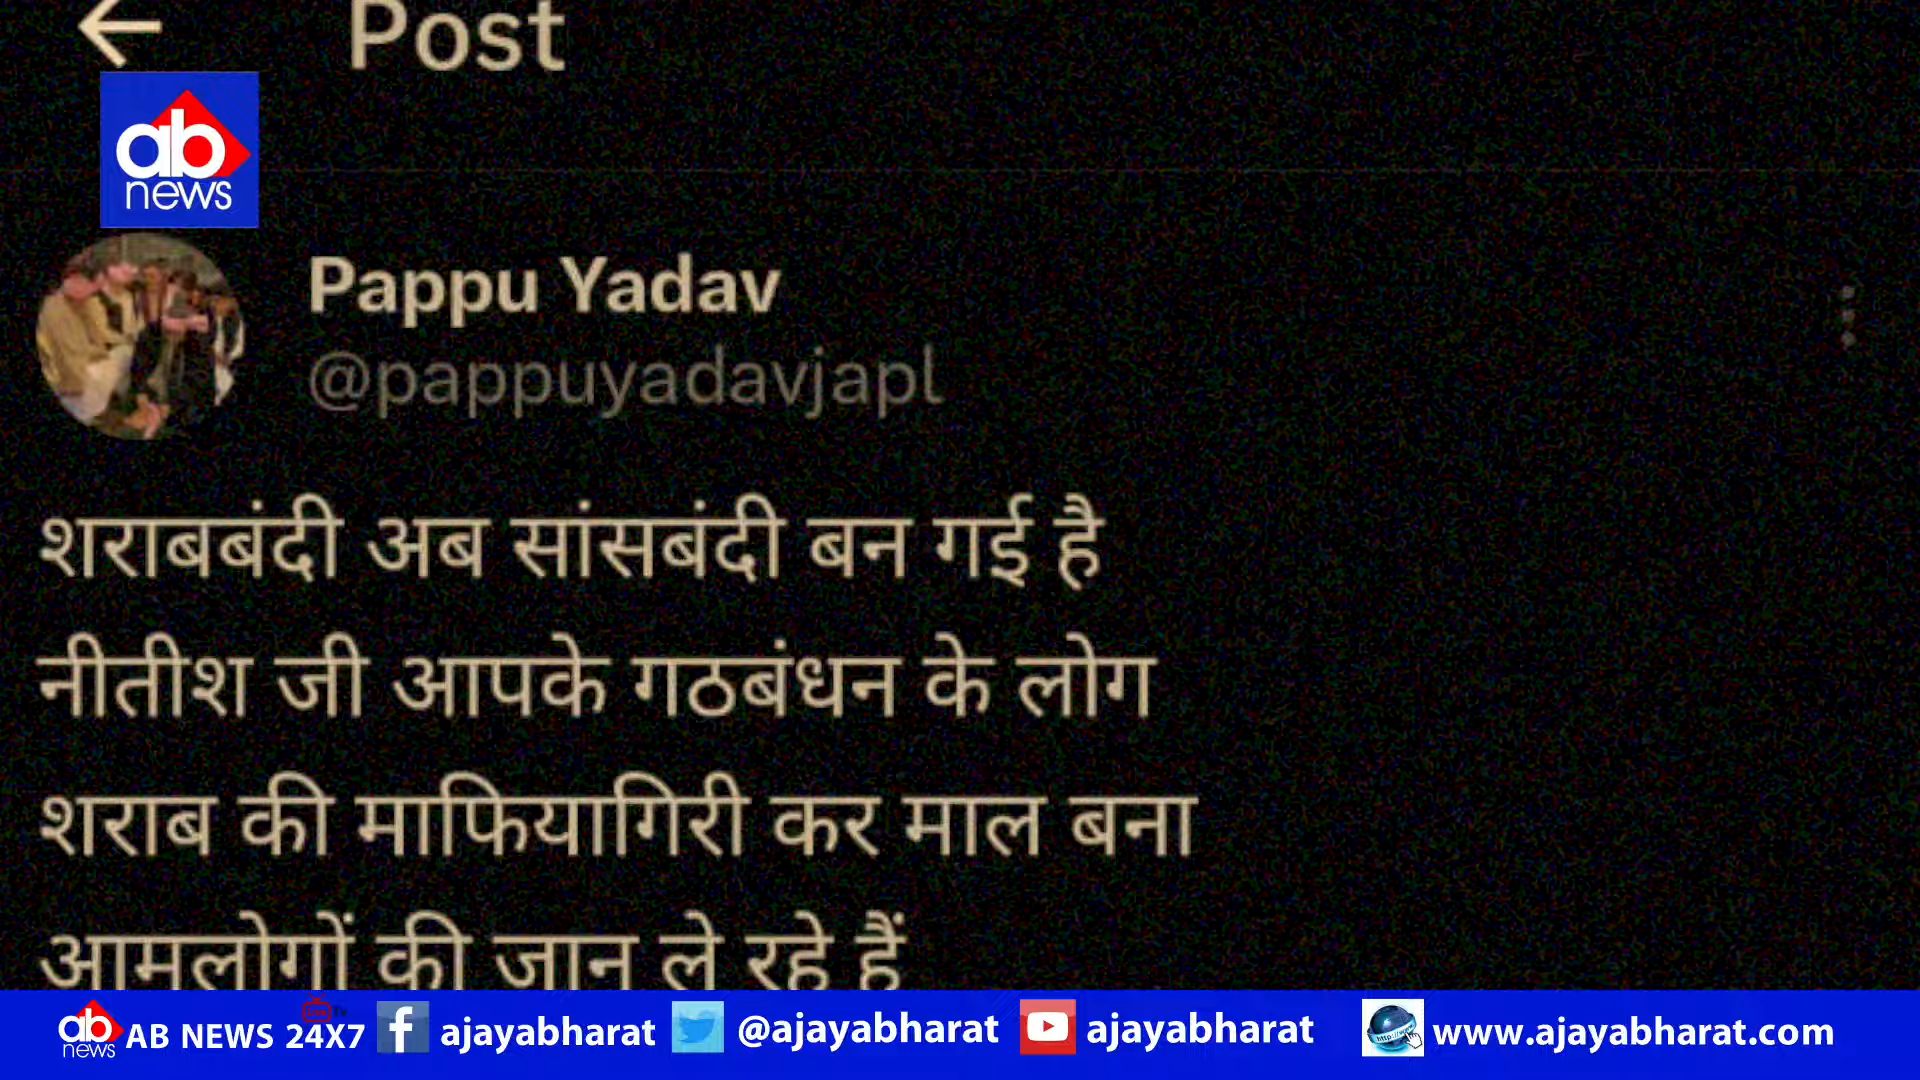 Post
ab
news
Pappu Yadav
@pappuyadavjapl
शराबबंदी अब सांसबंदी बन गई है
नीतीश जी आपके गठबंधन के लोग
शराब की माफियागिरी कर माल बना
आमलोगों की जान ले रहे हैं
ab news AB NEWS 24X7 ajayabharat @ajayabharat ajayabharat www.ajayabharat.com